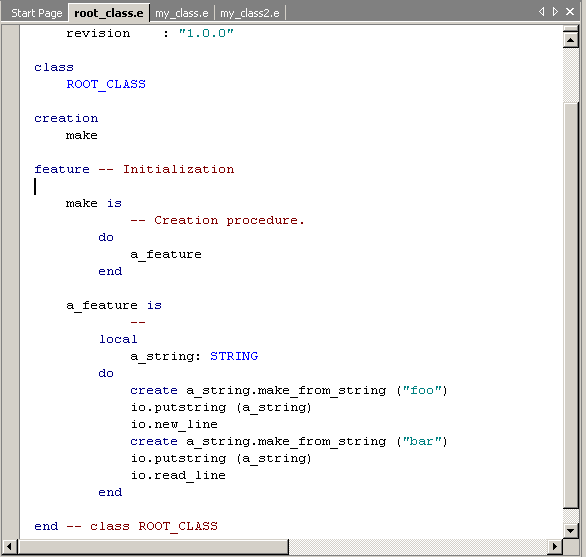 Start Page root_class.e my_class.e my_class2.e
revision : "1.0.0"
class
ROOT_CLASS
creation
make
feature -- Initialization
make is
-- Creation procedure.
do
a_feature
end
a_feature is
--
local
a_string: STRING
do
create a_string.make_from_string ("foo")
io.putstring (a_string)
io.new_line
create a_string.make_from_string ("bar")
io.putstring (a_string)
io.read_line
end
end -- class ROOT_CLASS